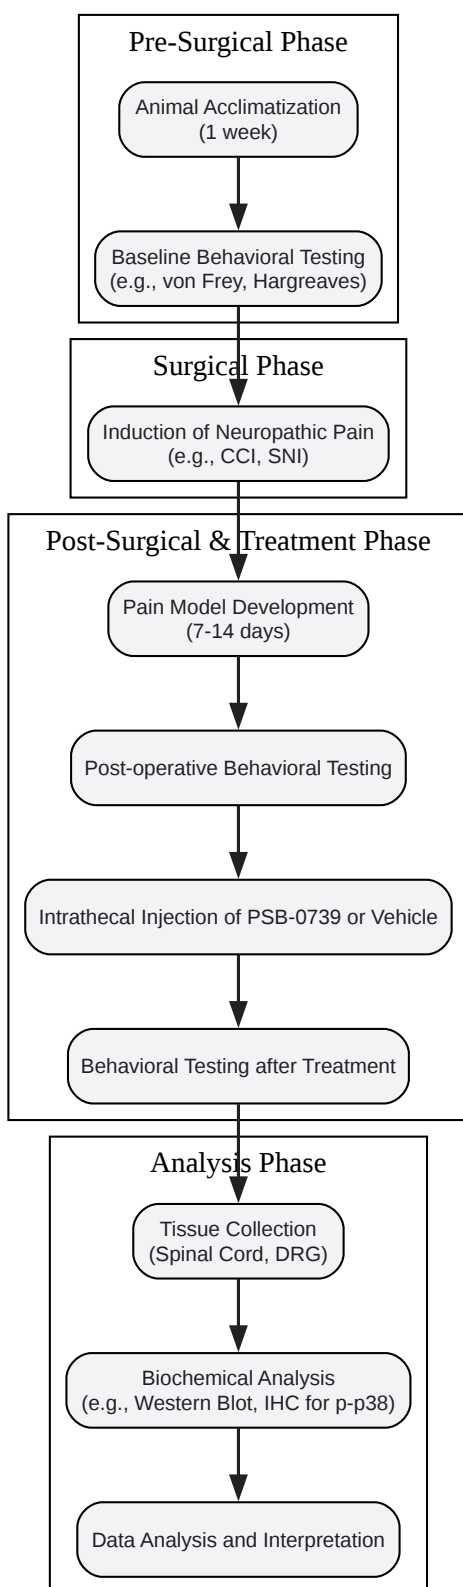 Pre-Surgical Phase
Animal Acclimatization
(1 week)
Baseline Behavioral Testing
(e.g., von Frey, Hargreaves)
Surgical Phase
Induction of Neuropathic Pain
(e.g., CCI, SNI)
Post-Surgical & Treatment Phase
Pain Model Development
(7-14 days)
Post-operative Behavioral Testing
Intrathecal Injection of PSB-0739 or Vehicle
Behavioral Testing after Treatment
Analysis Phase
Tissue Collection
(Spinal Cord, DRG)
Biochemical Analysis
(e.g., Western Blot, IHC for p-p38)
Data Analysis and Interpretation